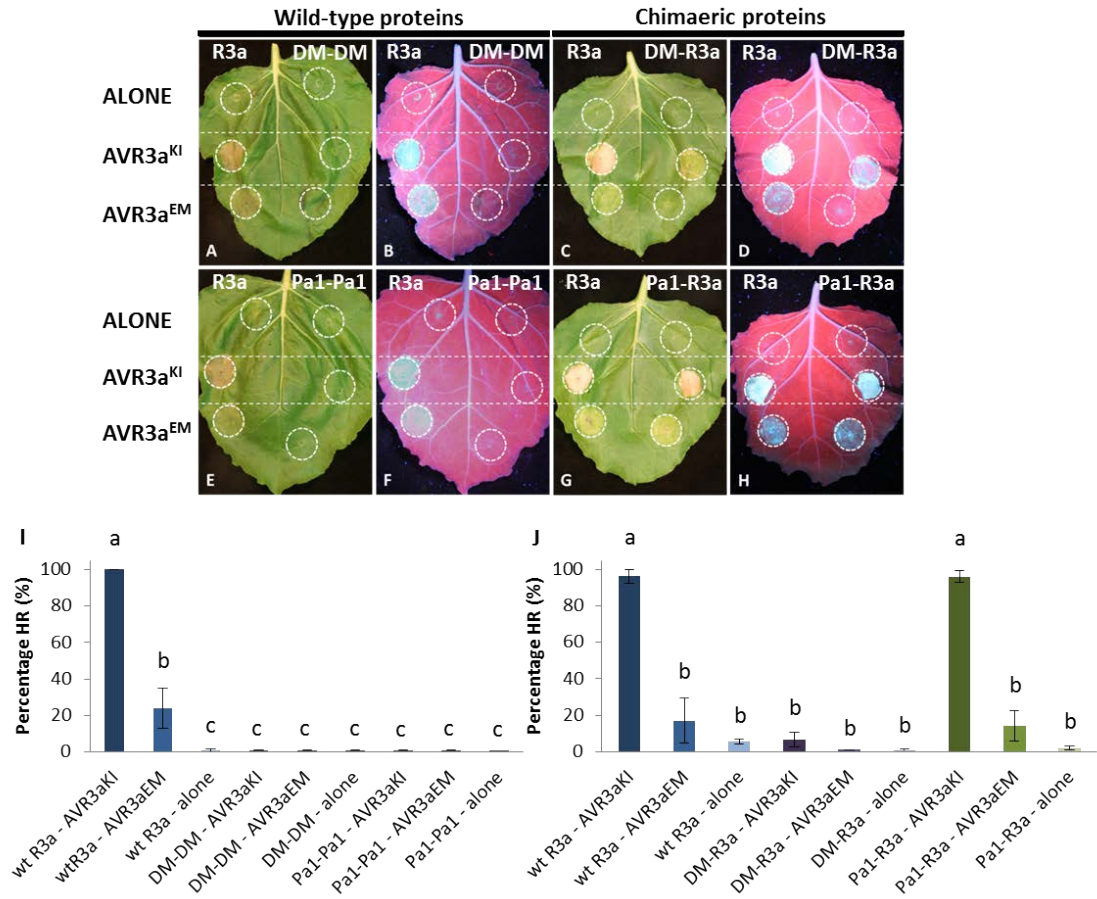 Wild-type proteins Chimaeric proteins
R3a DM-DM R3a DM-DM R3a DM-R3a R3a DM-R3a
ALONE
AVR3aKI
AVR3aEM
A B C D
R3a Pa1-Pa1 R3a Pa1-Pa1 R3a Pa1-R3a R3a Pa1-R3a
ALONE
AVR3aKI
AVR3aEM
E F G H
I
Percentage HR (%)
100
80
60
40
20
0
a b c c c c c c c
wt R3a - AVR3aKI
wtR3a - AVR3aEM
wt R3a - alone
DM-DM - AVR3aKI
DM-DM - AVR3aEM
DM-DM - alone
Pa1-Pa1 - AVR3aKI
Pa1-Pa1 - AVR3aEM
Pa1-Pa1 - alone
J
Percentage HR (%)
100
80
60
40
20
0
a b b b b b a b b
wt R3a - AVR3aKI
wt R3a - AVR3aEM
wt R3a - alone
DM-R3a - AVR3aKI
DM-R3a - AVR3aEM
DM-R3a - alone
Pa1-R3a - AVR3aKI
Pa1-R3a - AVR3aEM
Pa1-R3a - alone